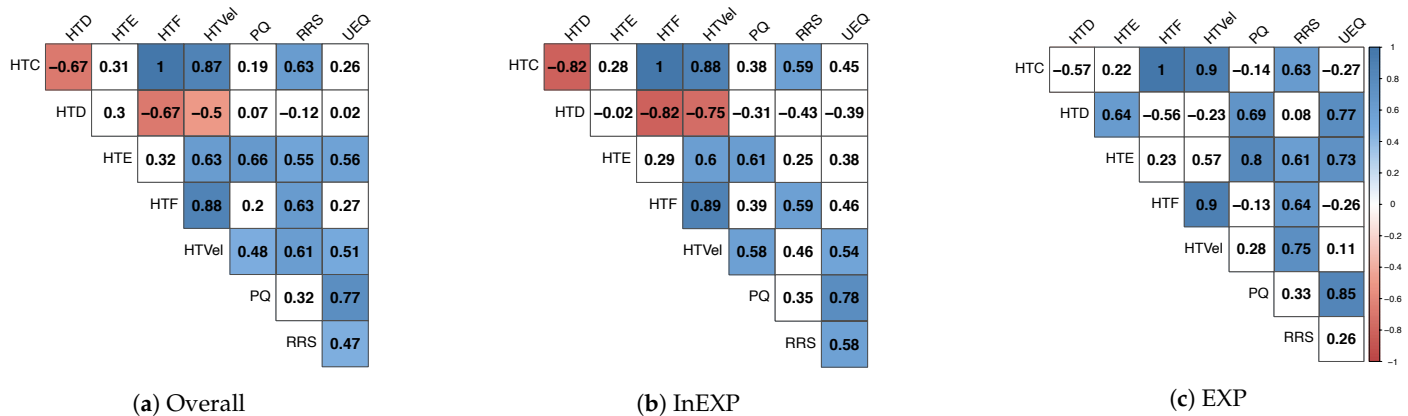 HTD HTE HTF HTVel PQ RRS UEQ
HTC −0.67 0.31 1 0.87 0.19 0.63 0.26
HTD 0.3 −0.67 −0.5 0.07 −0.12 0.02
HTE 0.32 0.63 0.66 0.55 0.56
HTF 0.88 0.2 0.63 0.27
HTVel 0.48 0.61 0.51
PQ 0.32 0.77
RRS 0.47
(a) Overall
HTD HTE HTF HTVel PQ RRS UEQ
HTC −0.82 0.28 1 0.88 0.38 0.59 0.45
HTD −0.02 −0.82 −0.75 −0.31 −0.43 −0.39
HTE 0.29 0.6 0.61 0.25 0.38
HTF 0.89 0.39 0.59 0.46
HTVel 0.58 0.46 0.54
PQ 0.35 0.78
RRS 0.58
(b) InEXP
HTD HTE HTF HTVel PQ RRS UEQ
HTC −0.57 0.22 1 0.9 −0.14 0.63 −0.27
HTD 0.64 −0.56 −0.23 0.69 0.08 0.77
HTE 0.23 0.57 0.8 0.61 0.73
HTF 0.9 −0.13 0.64 −0.26
HTVel 0.28 0.75 0.11
PQ 0.33 0.85
RRS 0.26
1
0.8
0.6
0.4
0.2
0
−0.2
−0.4
−0.6
−0.8
−1
(c) EXP